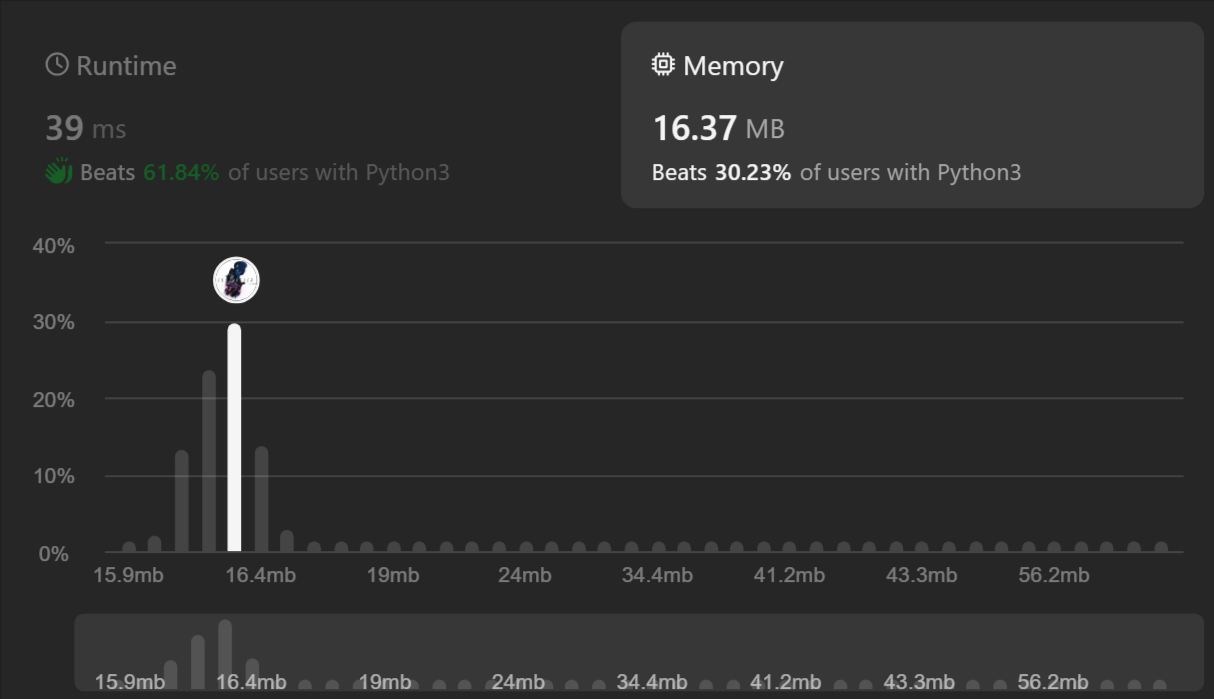 Runtime
39 ms
Beats 61.84% of users with Python3
Memory
16.37 MB
Beats 30.23% of users with Python3
40%
30%
20%
10%
0%
15.9mb 16.4mb 19mb 24mb 34.4mb 41.2mb 43.3mb 56.2mb
15.9mb 16.4mb 19mb 24mb 34.4mb 41.2mb 43.3mb 56.2mb